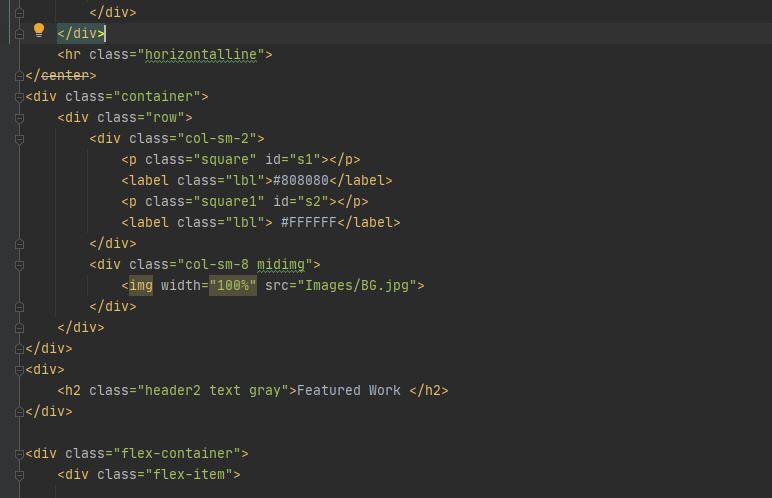 </div>
</div>
<hr class="horizontalline">
</center>
<div class="container">
<div class="row">
<div class="col-sm-2">
<p class="square" id="s1"></p>
<label class="lbl">#808080</label>
<p class="square1" id="s2"></p>
<label class="lbl"> #FFFFFF</label>
</div>
<div class="col-sm-8 midimg">
<img width="100%" src="Images/BG.jpg">
</div>
</div>
</div>
<div>
<h2 class="header2 text gray">Featured Work </h2>
</div>
<div class="flex-container">
<div class="flex-item">